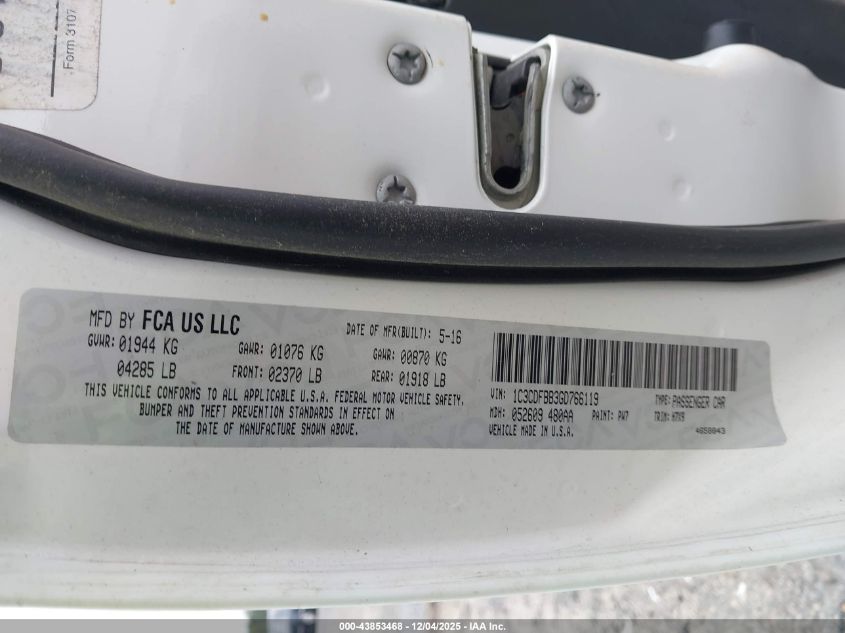 Form 3107
MFD BY FCA US LLC
DATE OF MFR(BUILT): 5-16
GVWR: 01944 KG GAWR: 01076 KG GAWR: 00870 KG
04285 LB FRONT: 02370 LB REAR: 01918 LB
THIS VEHICLE CONFORMS TO ALL APPLICABLE U.S.A. FEDERAL MOTOR VEHICLE SAFETY,
BUMPER AND THEFT PREVENTION STANDARDS IN EFFECT ON
THE DATE OF MANUFACTURE SHOWN ABOVE.
VIN: 1C3CDFBB3GD766119 TYPE: PASSENGER CAR
MDH: 052609 480AA PAINT: PW7 TRIM: H7X9
VEHICLE MADE IN U.S.A. 4658043
000-43853468 - 12/04/2025 - IAA Inc.